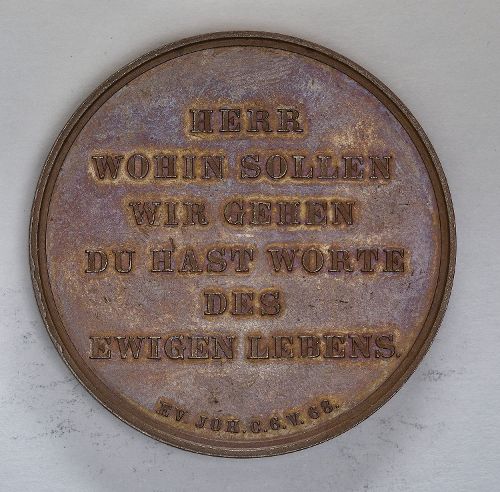 HERR
WOHIN SOLLEN
WIR GEHEN
DU HAST WORTE
DES
EWIGEN LEBENS.
EV. JOH. C. 6. V. 68.